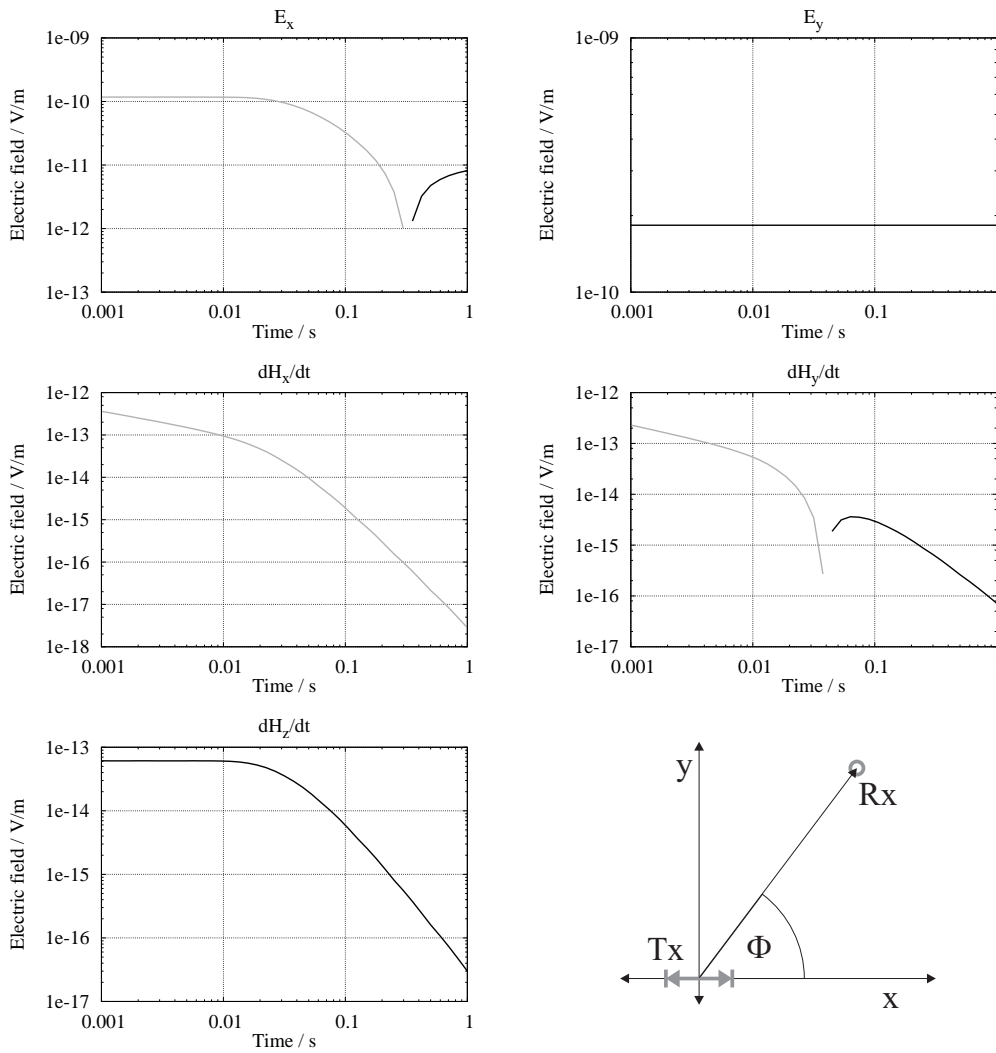 E_x
1e-09
1e-10
1e-11
1e-12
1e-13
Electric field / V/m
0.001 0.01 0.1 1
Time / s
E_y
1e-09
1e-10
Electric field / V/m
0.001 0.01 0.1
Time / s
dH_x/dt
1e-12
1e-13
1e-14
1e-15
1e-16
1e-17
1e-18
Electric field / V/m
0.001 0.01 0.1 1
Time / s
dH_y/dt
1e-12
1e-13
1e-14
1e-15
1e-16
1e-17
Electric field / V/m
0.001 0.01 0.1
Time / s
dH_z/dt
1e-13
1e-14
1e-15
1e-16
1e-17
Electric field / V/m
0.001 0.01 0.1 1
Time / s
y
Rx
Tx
Φ
x